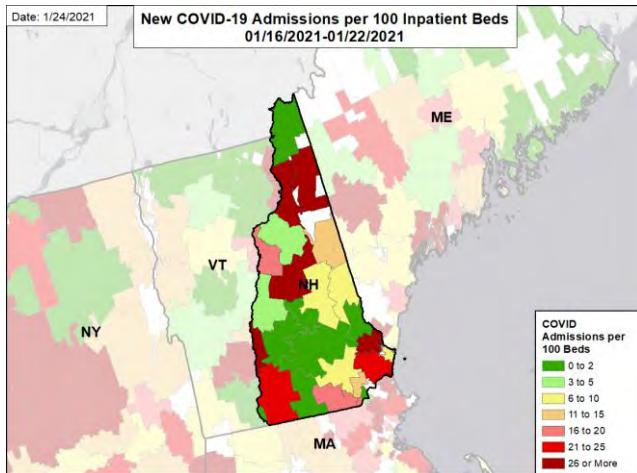 Date: 1/24/2021
New COVID-19 Admissions per 100 Inpatient Beds
01/16/2021-01/22/2021
ME
VT
NH
NY
MA
COVID
Admissions per
100 Beds
0 to 2
3 to 5
6 to 10
11 to 15
16 to 20
21 to 25
26 or More